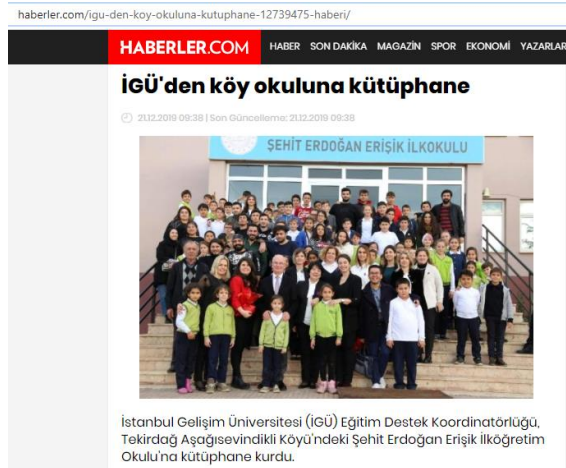 haberler.com/igu-den-koy-okuluna-kutuphane-12739475-haberi/
HABERLER.COM HABER SON DAKİKA MAGAZİN SPOR EKONOMİ YAZARLAR
İGÜ'den köy okuluna kütüphane
21.12.2019 09:38 | Son Güncelleme: 21.12.2019 09:38
ŞEHİT ERDOĞAN ERİŞİK İLKOKULU
İstanbul Gelişim Üniversitesi (İGÜ) Eğitim Destek Koordinatörlüğü,
Tekirdağ Aşağısevindikli Köyü'ndeki Şehit Erdoğan Erişik İlköğretim
Okulu'na kütüphane kurdu.